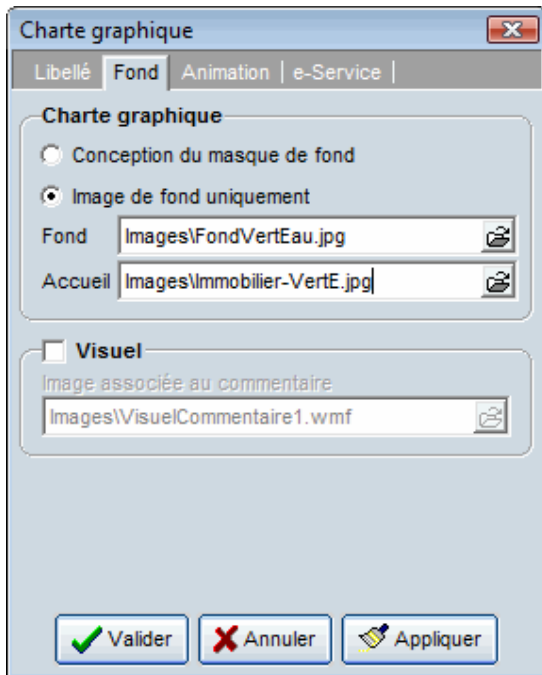 Charte graphique
Libellé Fond Animation e-Service
Charte graphique
Conception du masque de fond
Image de fond uniquement
Fond Images\FondVertEau.jpg
Accueil Images\Immobilier-VertE.jpg
Visuel
Image associée au commentaire
Images\VisuelCommentaire1.wmf
Valider Annuler Appliquer